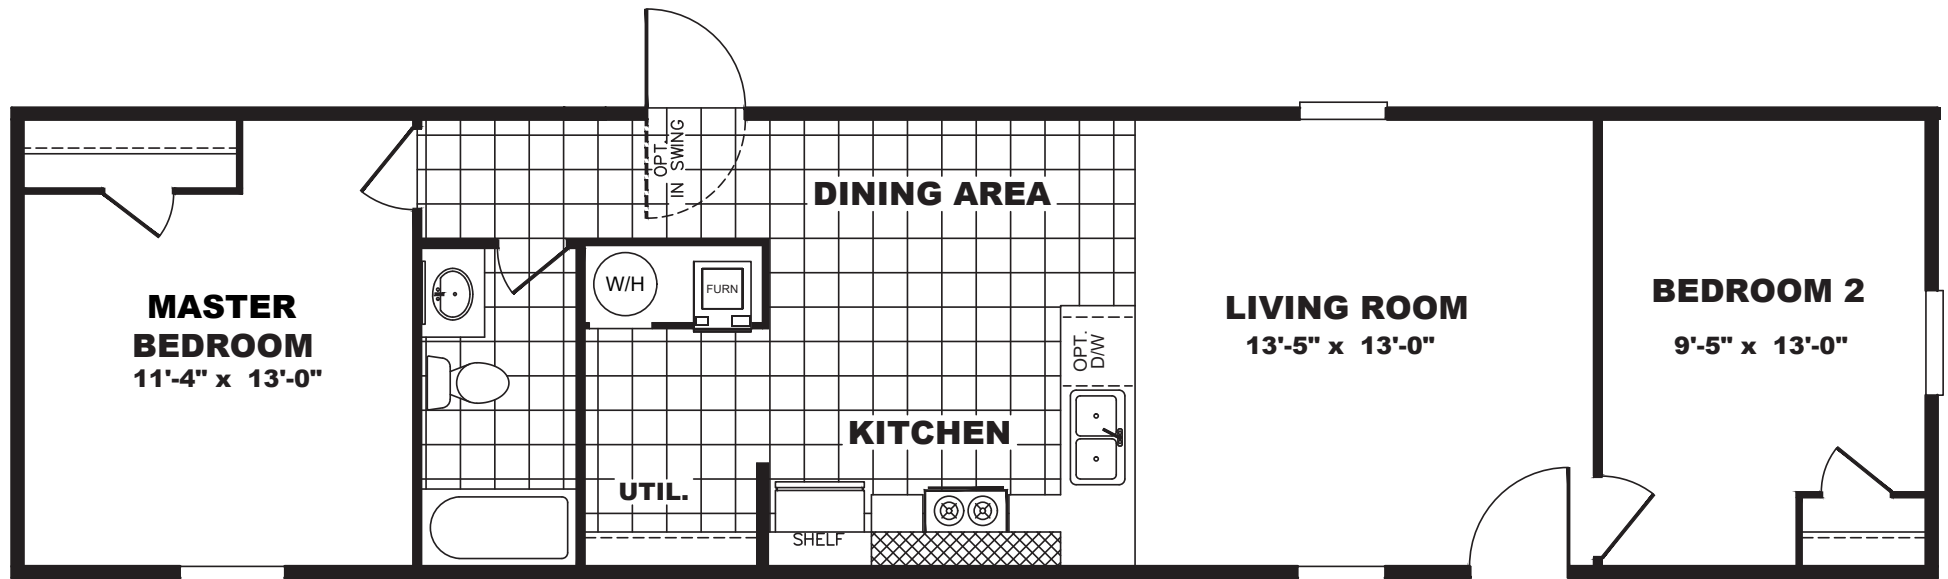 OPT.
IN SWING
DINING AREA
MASTER
BEDROOM
11'-4" x 13'-0"
W/H
FURN
LIVING ROOM
13'-5" x 13'-0"
BEDROOM 2
9'-5" x 13'-0"
OPT.
D/W
KITCHEN
UTIL.
SHELF